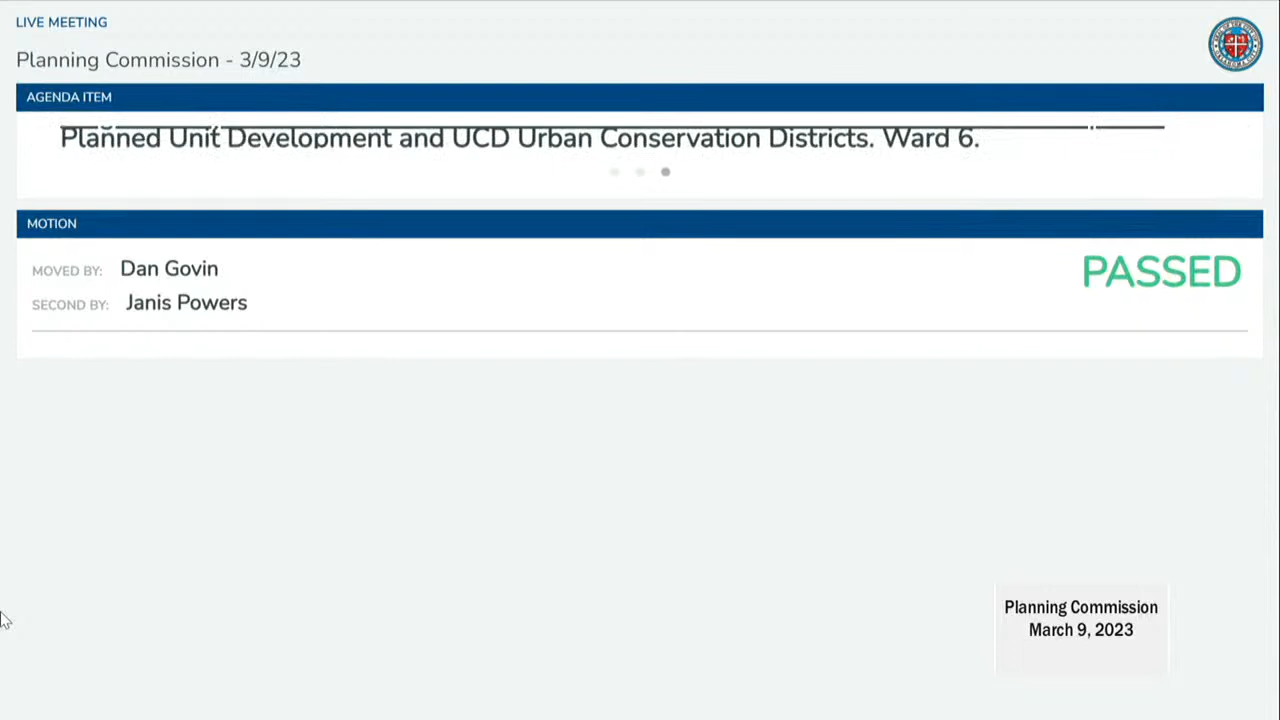 LIVE MEETING
Planning Commission - 3/9/23
AGENDA ITEM
Planned Unit Development and UCD Urban Conservation Districts. Ward 6.
MOTION
MOVED BY: Dan Govin
PASSED
SECOND BY: Janis Powers
Planning Commission
March 9, 2023